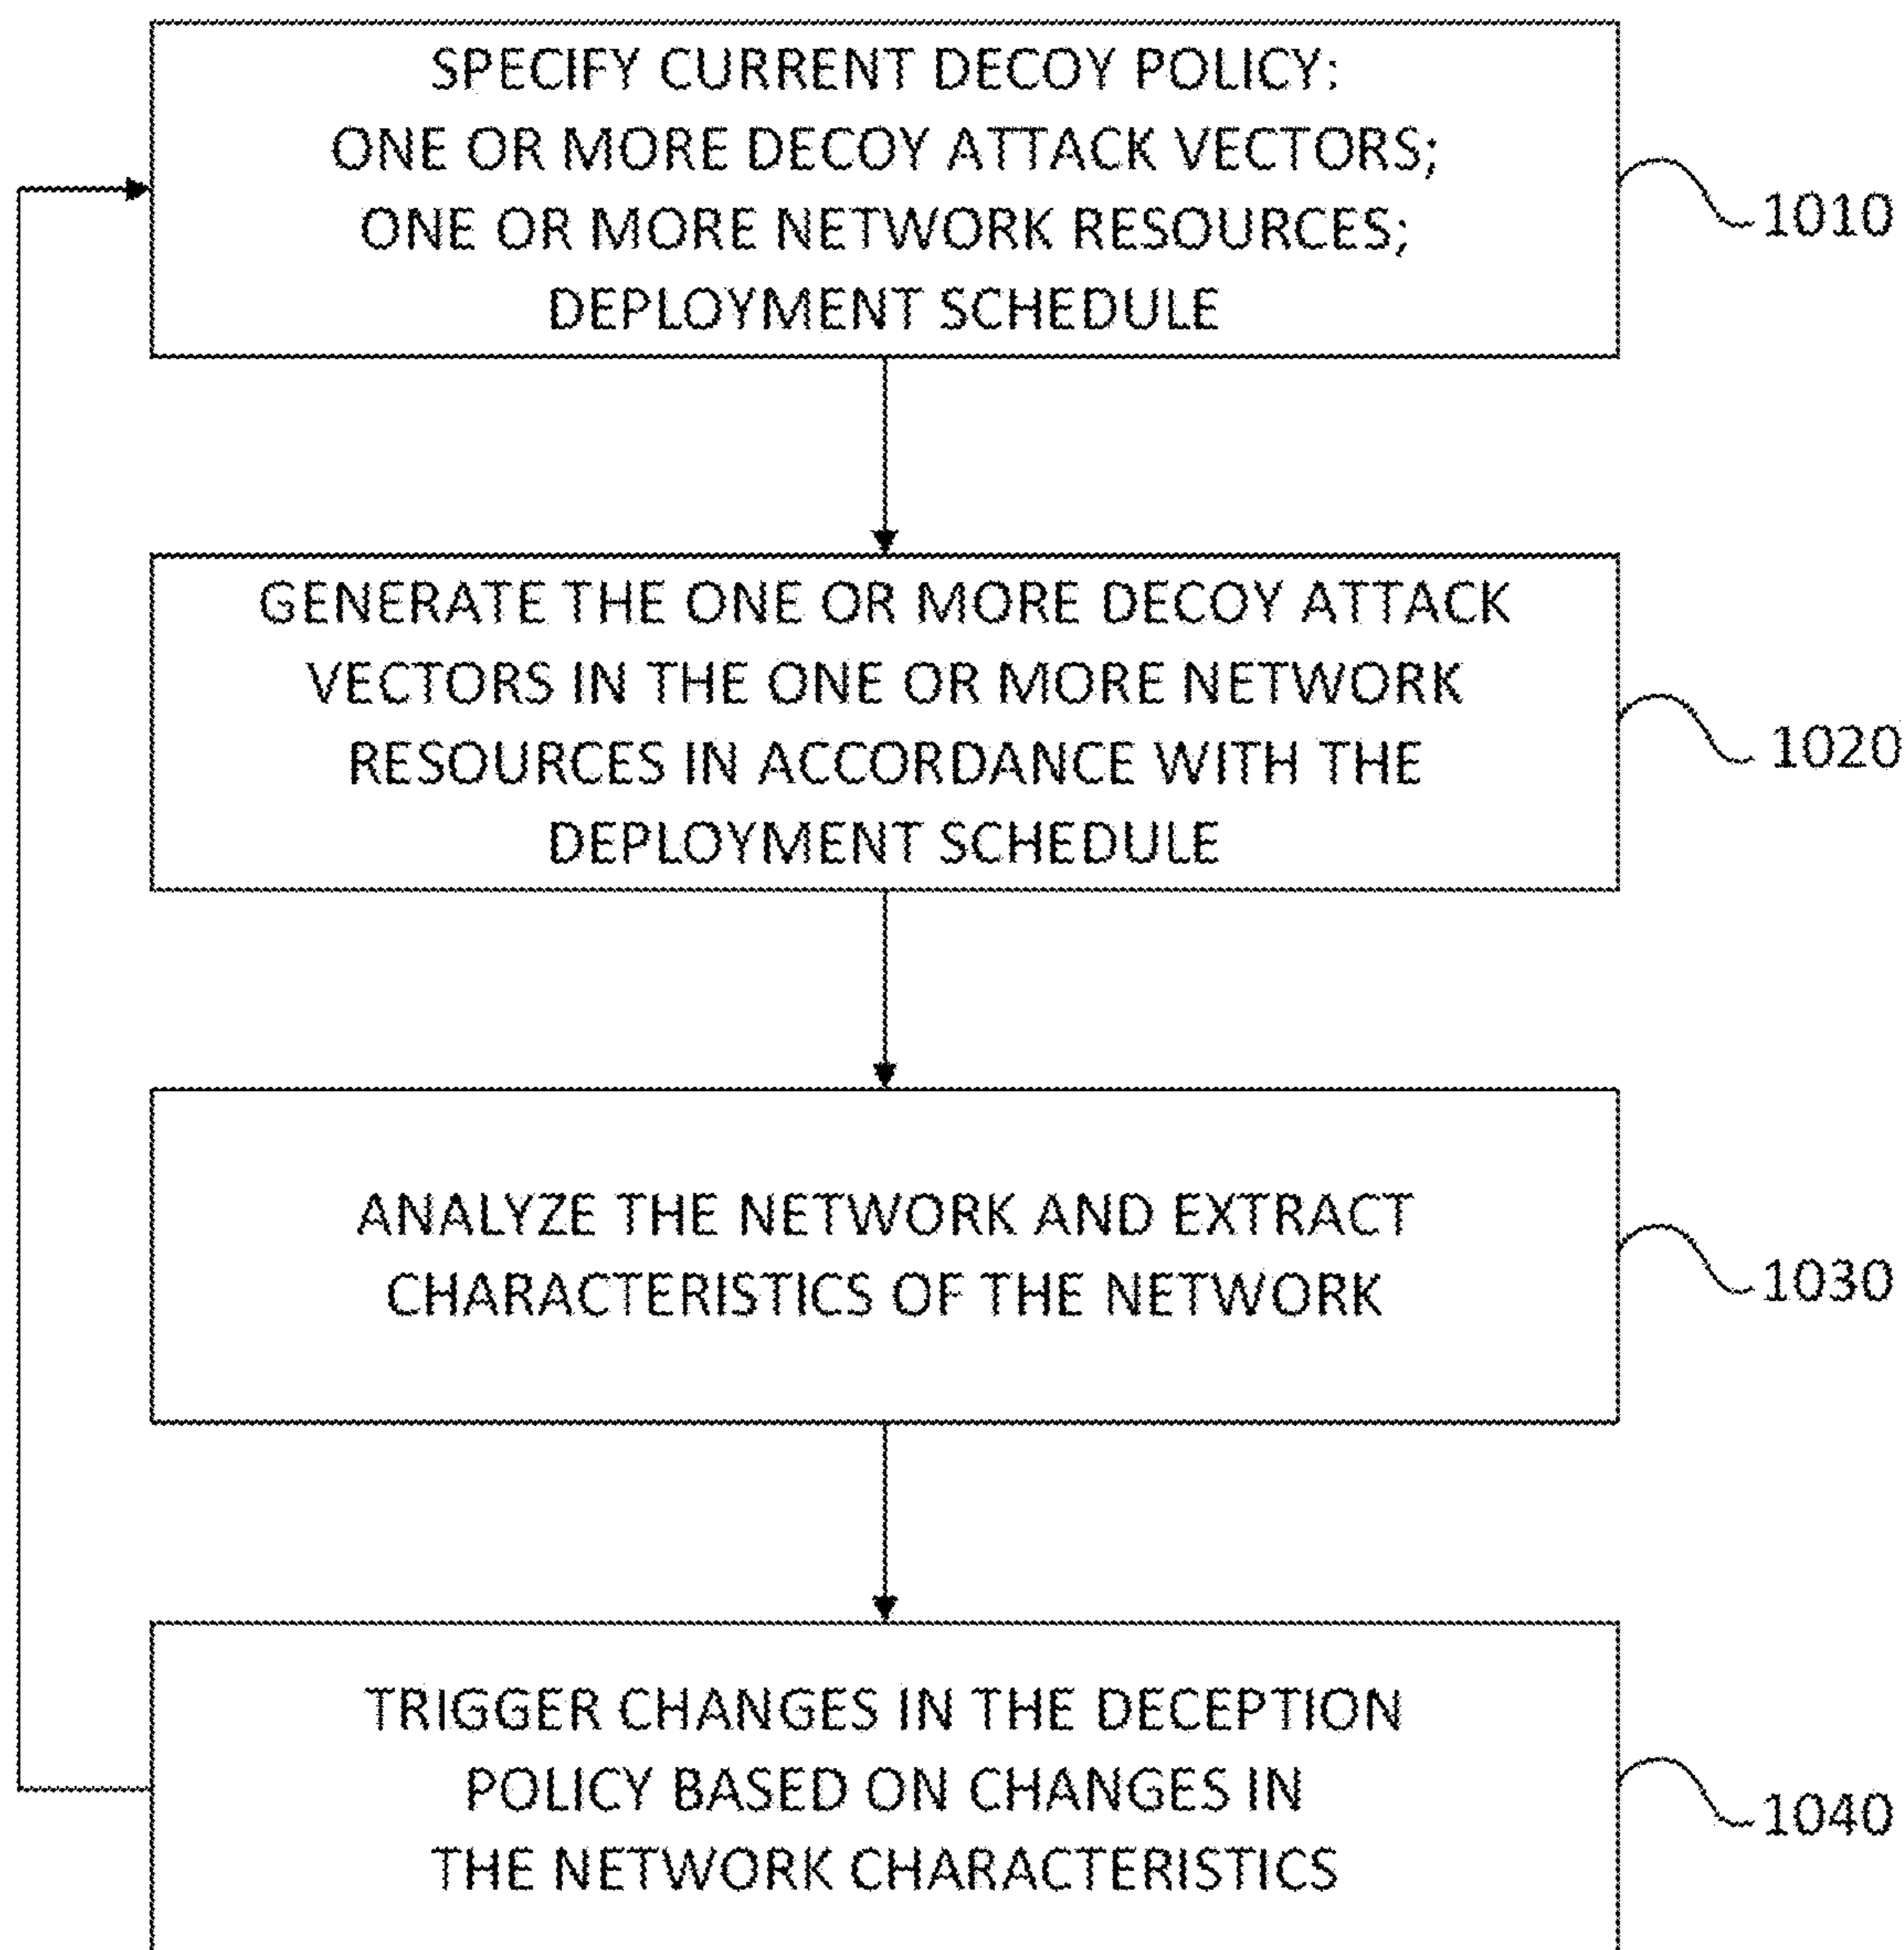 SPECIFY CURRENT DECOY POLICY:
ONE OR MORE DECOY ATTACK VECTORS;
ONE OR MORE NETWORK RESOURCES;
DEPLOYMENT SCHEDULE
1010
GENERATE THE ONE OR MORE DECOY ATTACK
VECTORS IN THE ONE OR MORE NETWORK
RESOURCES IN ACCORDANCE WITH THE
DEPLOYMENT SCHEDULE
1020
ANALYZE THE NETWORK AND EXTRACT
CHARACTERISTICS OF THE NETWORK
1030
TRIGGER CHANGES IN THE DECEPTION
POLICY BASED ON CHANGES IN
THE NETWORK CHARACTERISTICS
1040